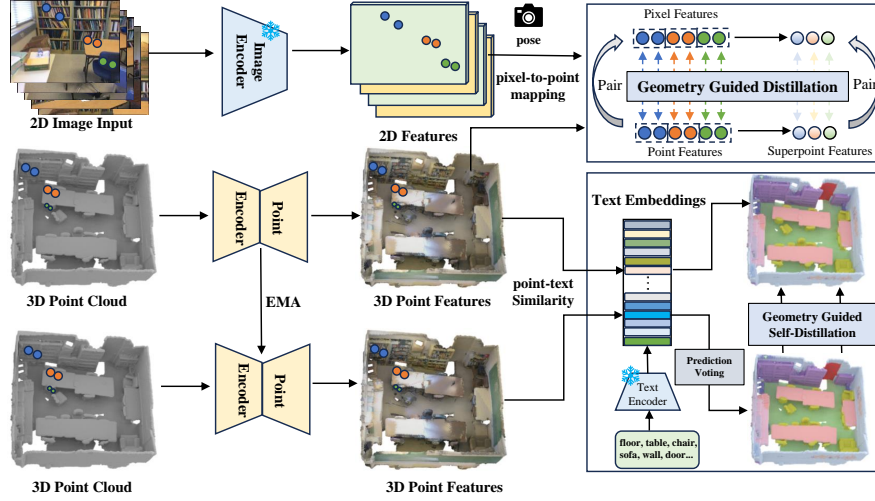 2D Image Input
Image
Encoder
2D Features
pose
pixel-to-point
mapping
Pixel Features
Pair
Geometry Guided Distillation
Pair
Point Features
Superpoint Features
3D Point Cloud
Encoder
Point
3D Point Features
EMA
point-text
Similarity
Text Embeddings
Geometry Guided
Self-Distillation
Prediction
Voting
Text
Encoder
floor, table, chair,
sofa, wall, door...
3D Point Cloud
Encoder
Point
3D Point Features